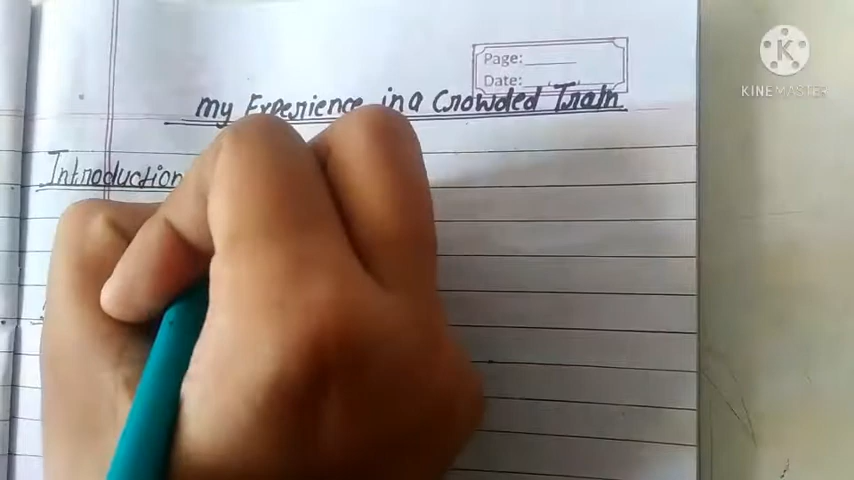 Page:
Date:
my Experience in a Crowded Train
Introduction
K
KINEMASTER